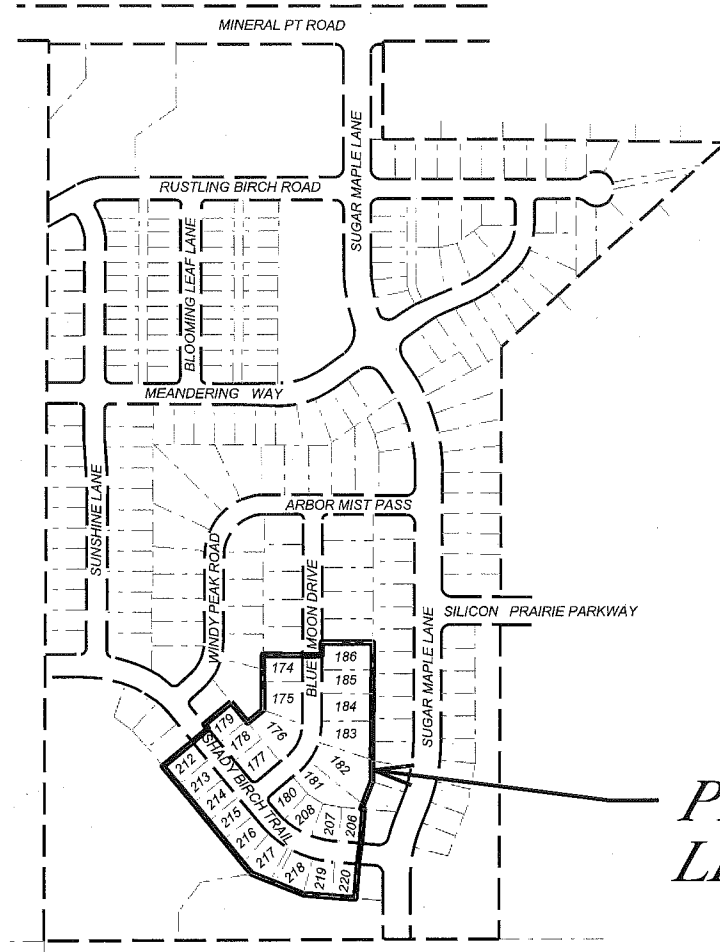 MINERAL PT ROAD
SUGAR MAPLE LANE
RUSTLING BIRCH ROAD
BLOOMING LEAF LANE
MEANDERING WAY
SUNSHINE LANE
ARBOR MIST PASS
WINDY PEAK ROAD
BLUE MOON DRIVE
SILICON PRAIRIE PARKWAY
SUGAR MAPLE LANE
186
174
185
175
184
179
183
178
176
177
182
SHADY BIRCH TRAIL
212
213
181
214
180
215
208
207
206
216
217
218
219
220